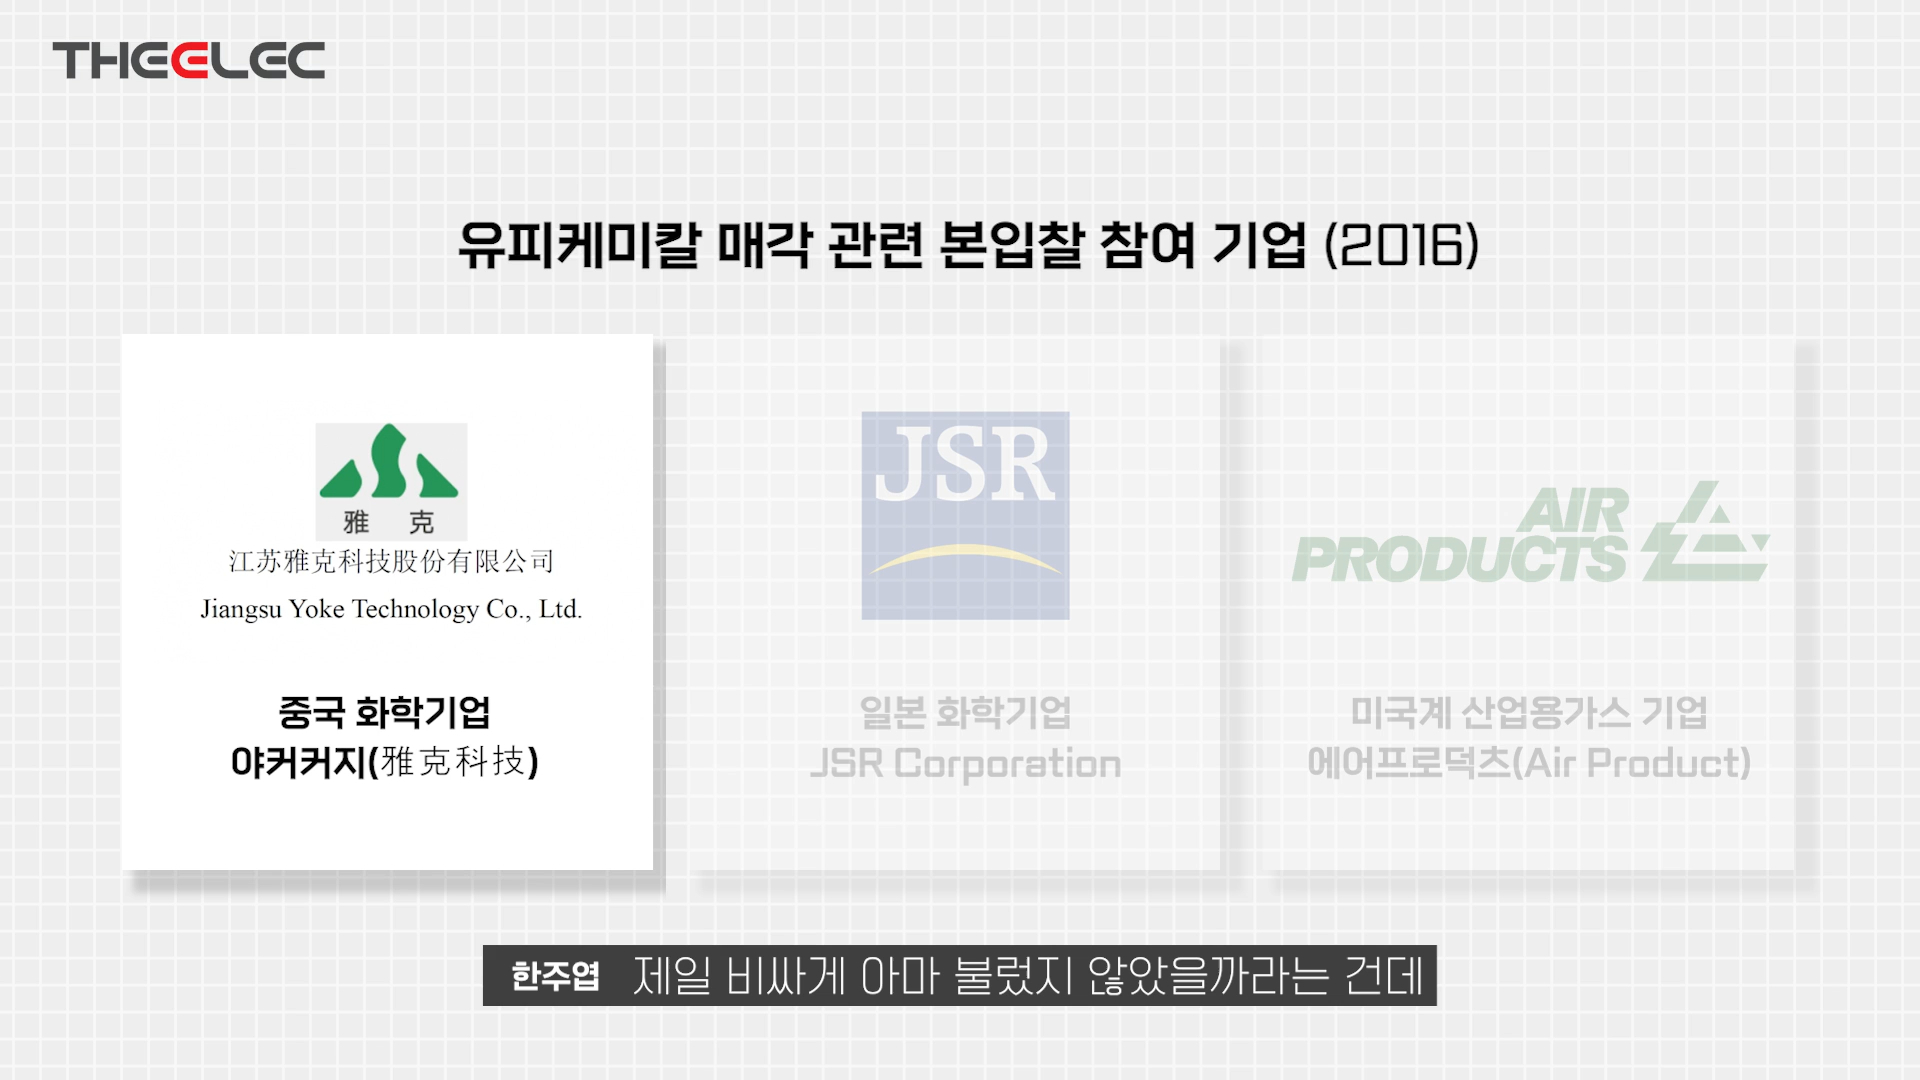 THEELEC
유피케미칼 매각 관련 본입찰 참여 기업 (2016)
雅 克
江苏雅克科技股份有限公司
Jiangsu Yoke Technology Co., Ltd.
중국 화학기업
야커커지(雅克科技)
JSR
일본 화학기업
JSR Corporation
AIR
PRODUCTS
미국계 산업용가스 기업
에어프로덕츠(Air Product)
한주엽 제일 비싸게 아마 불렀지 않았을까라는 건데